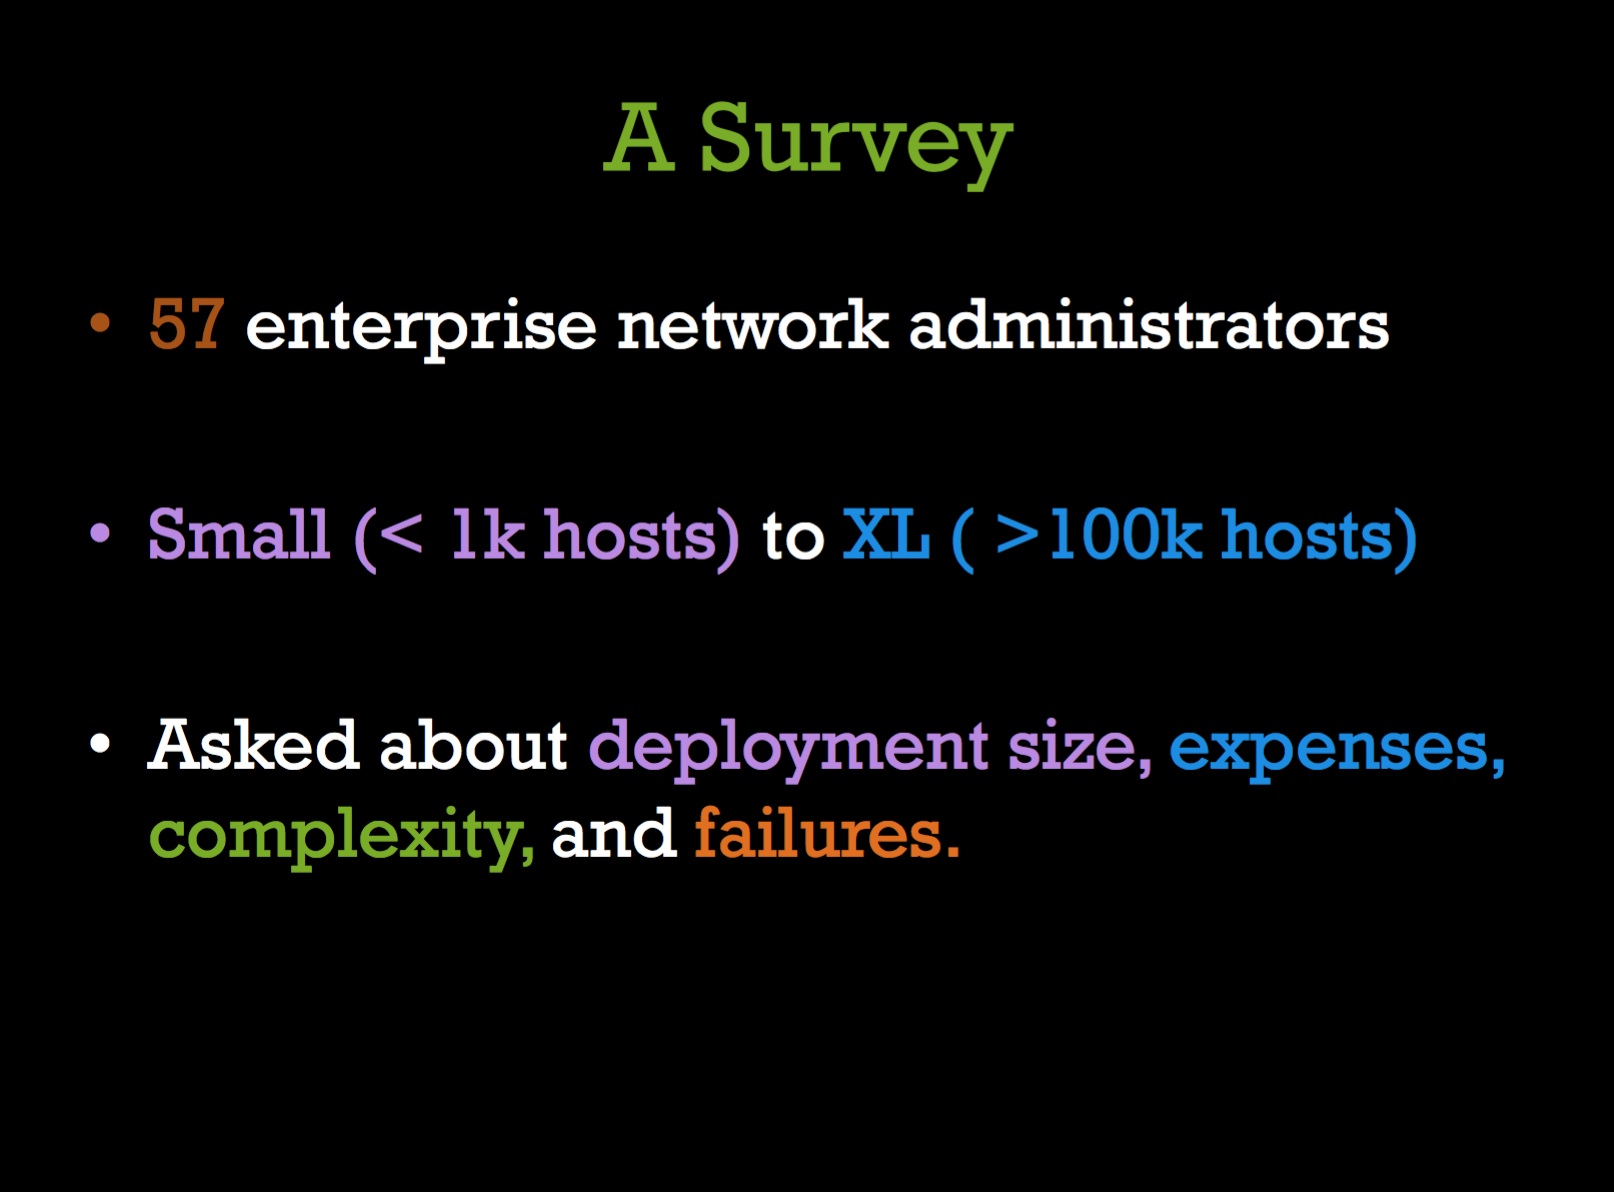 A Survey
• 57 enterprise network administrators
• Small (< 1k hosts) to XL ( >100k hosts)
• Asked about deployment size, expenses,
complexity, and failures.